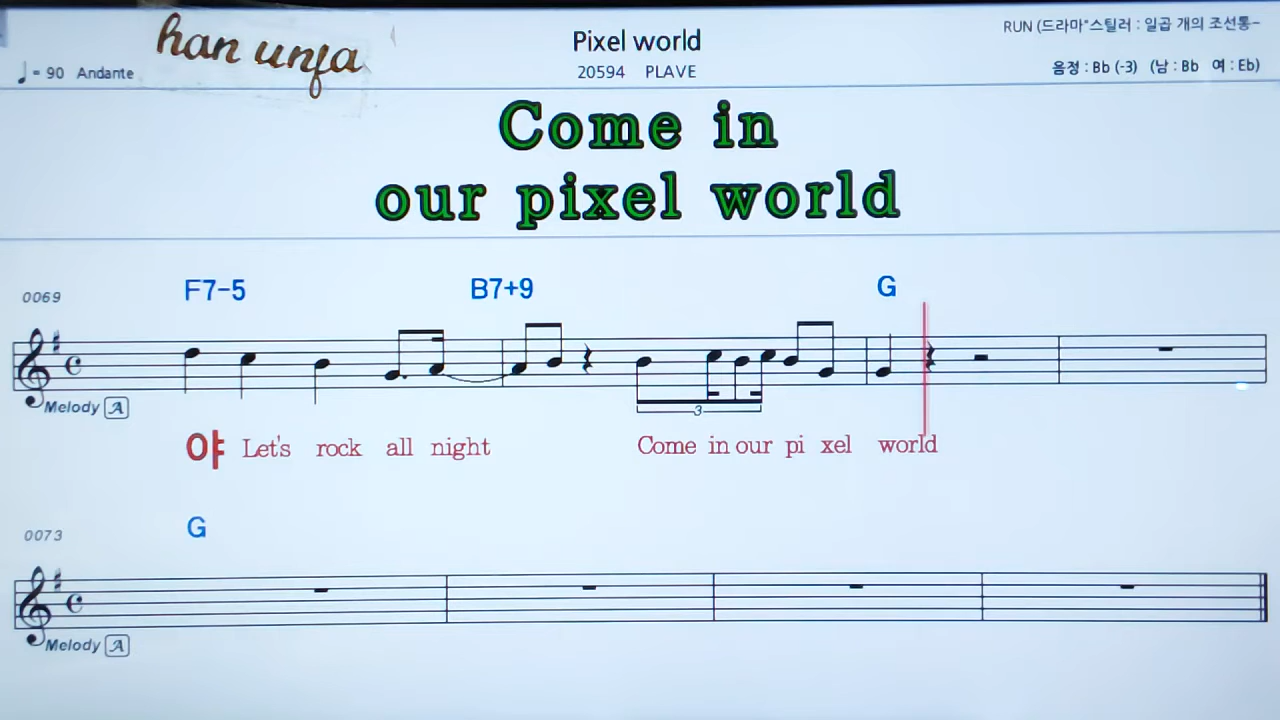 han unfa
Pixel world
RUN (드라마"스틸러 : 일곱 개의 조선통-
♩= 90 Andante
20594 PLAVE
음정 : Bb (-3) (남 : Bb 여 : Eb)
Come in
our pixel world
0069
F7-5 B7+9 G
3
Melody A
야 Let's rock all night Come in our pi xel world
0073
G
Melody A